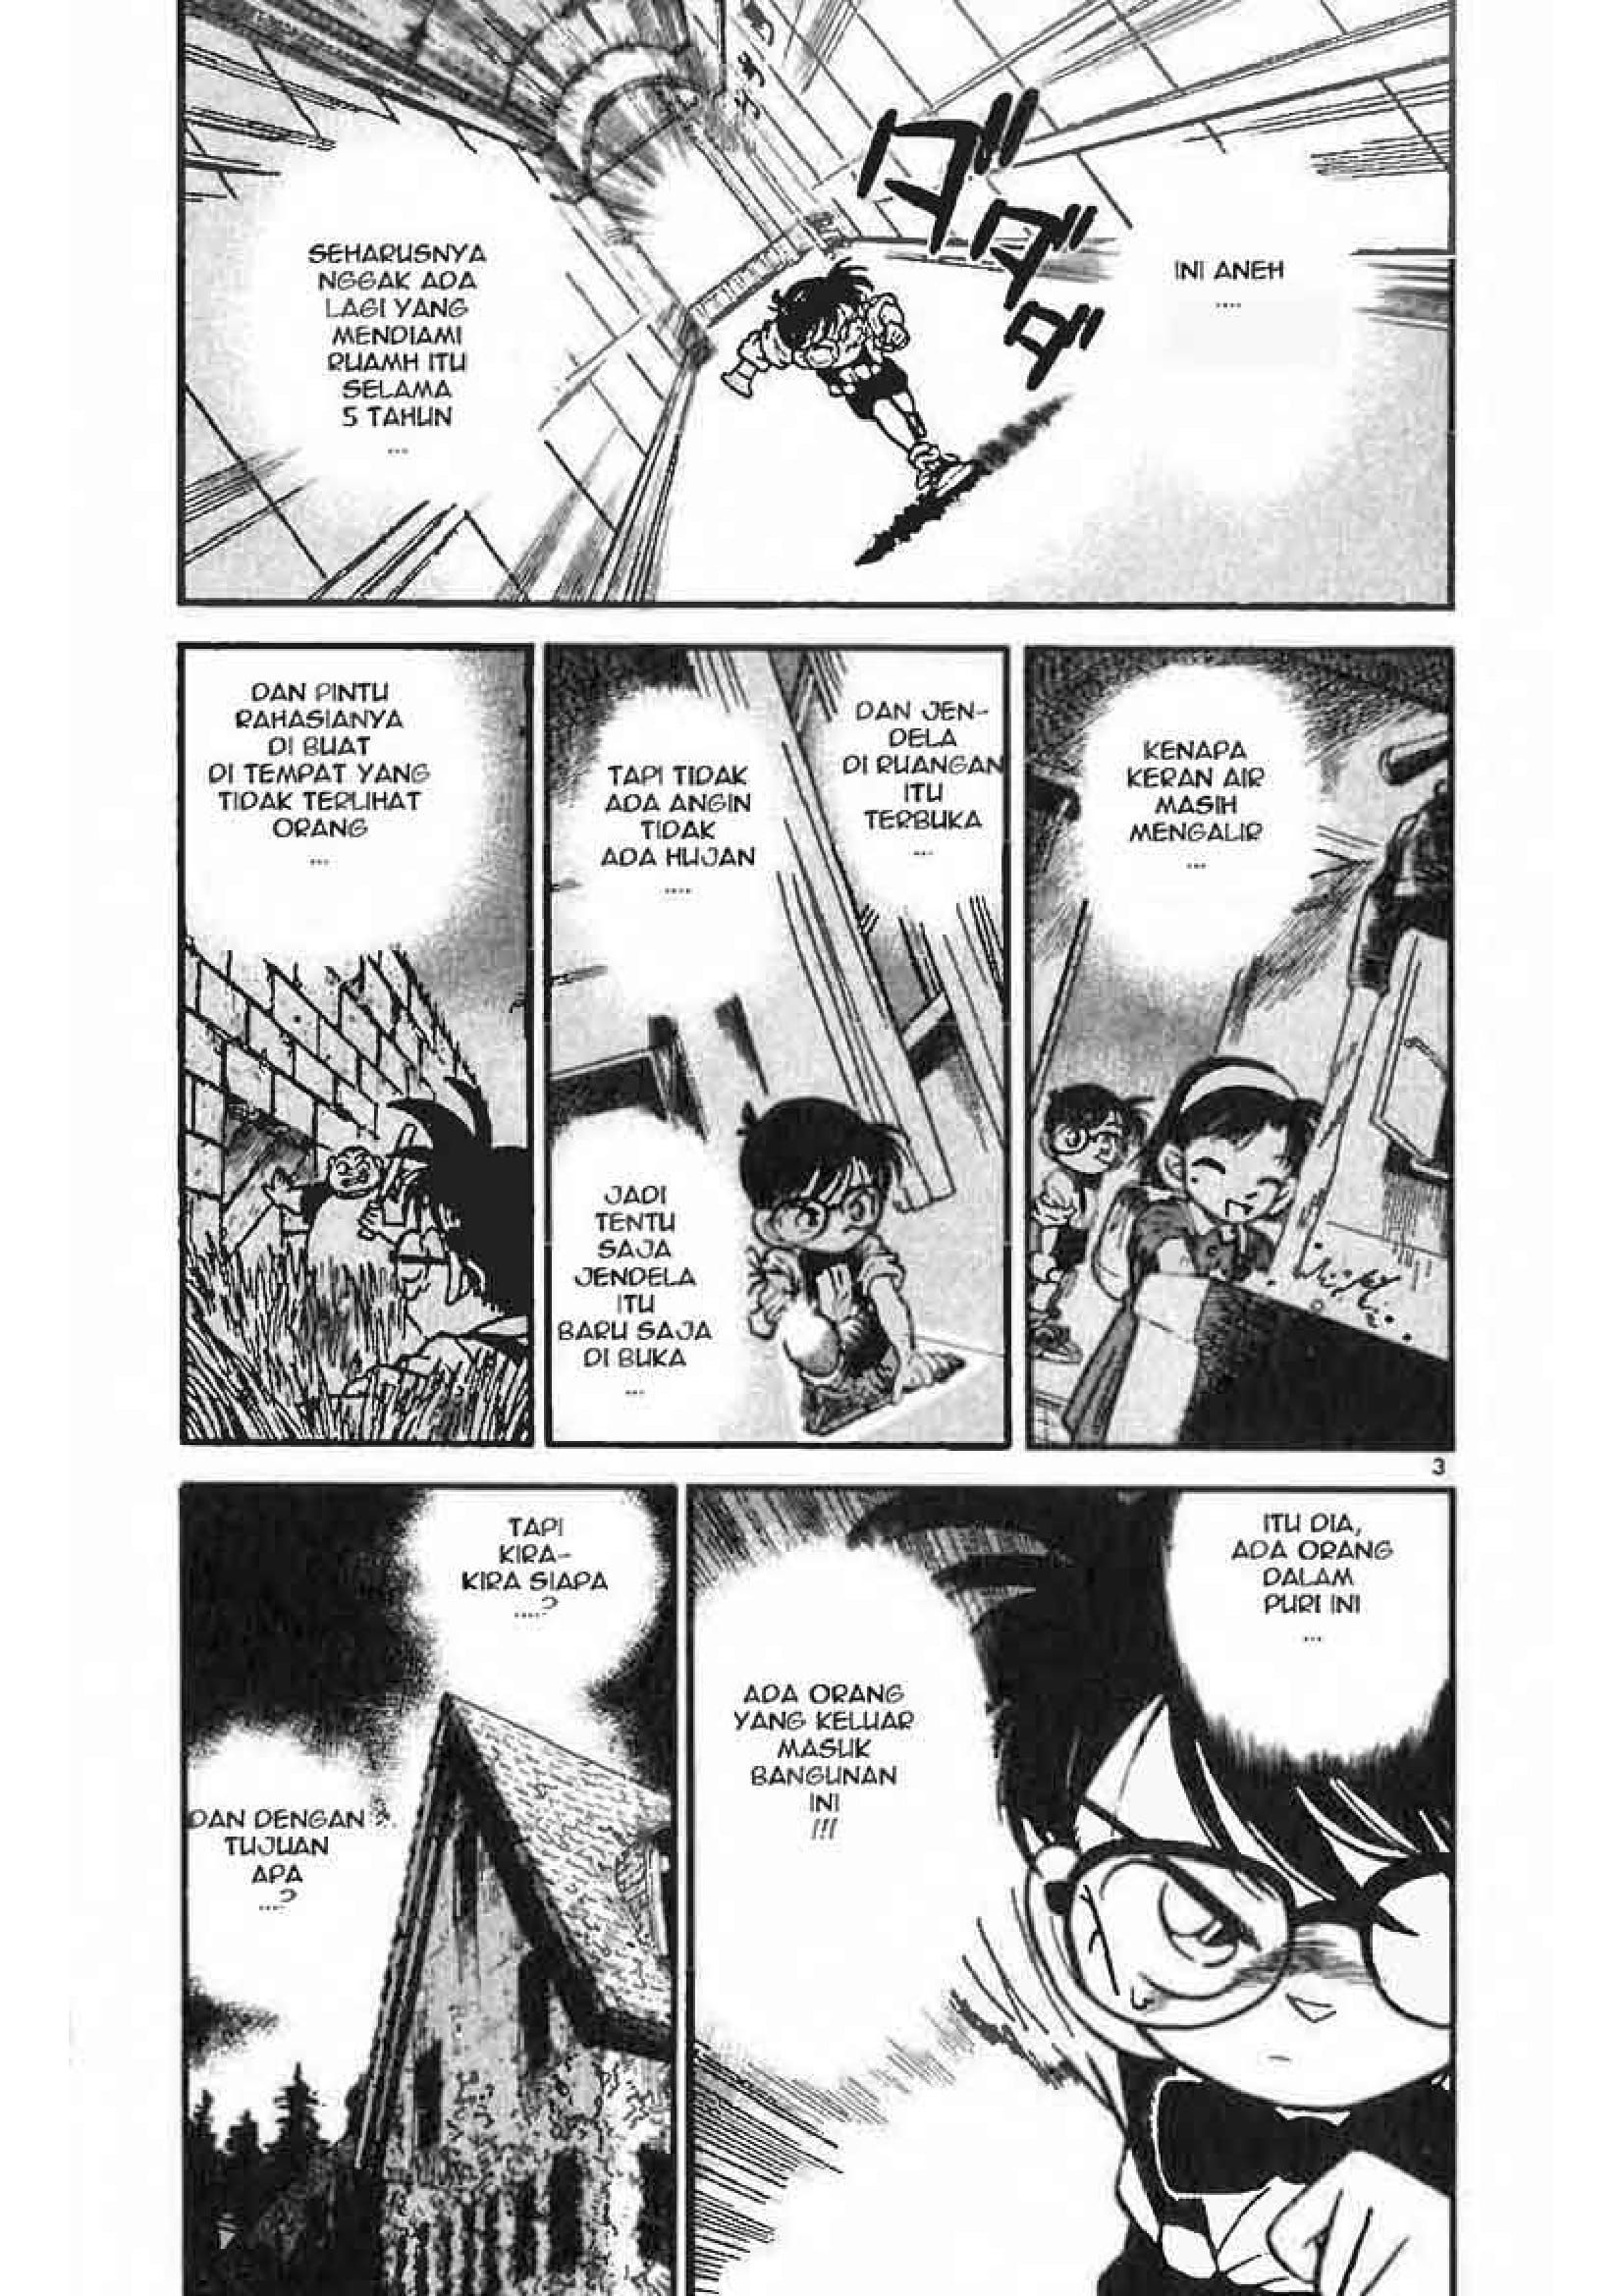 INI ANEH
....
ダダダ
SEHARUSNYA
NGGAK ADA
LAGI YANG
MENDIAMI
RUAMH ITU
SELAMA
5 TAHUN
...
KENAPA
KERAN AIR
MASIH
MENGALIR
...
DAN JEN-
DELA
DI RUANGAN
ITU
TERBUKA
...
TAPI TIDAK
ADA ANGIN
TIDAK
ADA HUJAN
....
JADI
TENTU
SAJA
JENDELA
ITU
BARU SAJA
DI BUKA
...
DAN PINTU
RAHASIANYA
DI BUAT
DI TEMPAT YANG
TIDAK TERLIHAT
ORANG
...
3
ITU DIA,
ADA ORANG
DALAM
PURI INI
...
ADA ORANG
YANG KELUAR
MASUK
BANGUNAN
INI
!!!
TAPI
KIRA-
KIRA SIAPA
....?
DAN DENGAN
TUJUAN
APA
....?